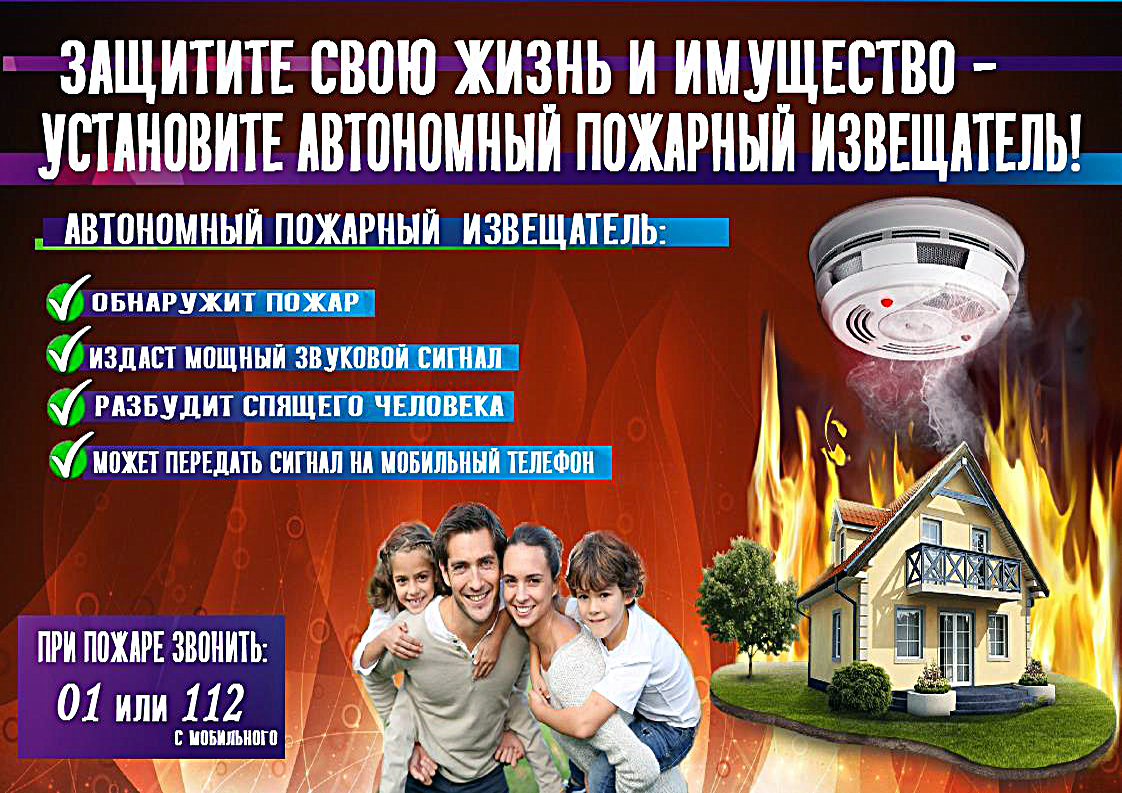 ЗАЩИТИТЕ СВОЮ ЖИЗНЬ И ИМУЩЕСТВО -
УСТАНОВИТЕ АВТОНОМНЫЙ ПОЖАРНЫЙ ИЗВЕЩАТЕЛЬ!
АВТОНОМНЫЙ ПОЖАРНЫЙ ИЗВЕЩАТЕЛЬ:
ОБНАРУЖИТ ПОЖАР
ИЗДАСТ МОЩНЫЙ ЗВУКОВОЙ СИГНАЛ
РАЗБУДИТ СПЯЩЕГО ЧЕЛОВЕКА
МОЖЕТ ПЕРЕДАТЬ СИГНАЛ НА МОБИЛЬНЫЙ ТЕЛЕФОН
ПРИ ПОЖАРЕ ЗВОНИТЬ:
01 или 112
С МОБИЛЬНОГО